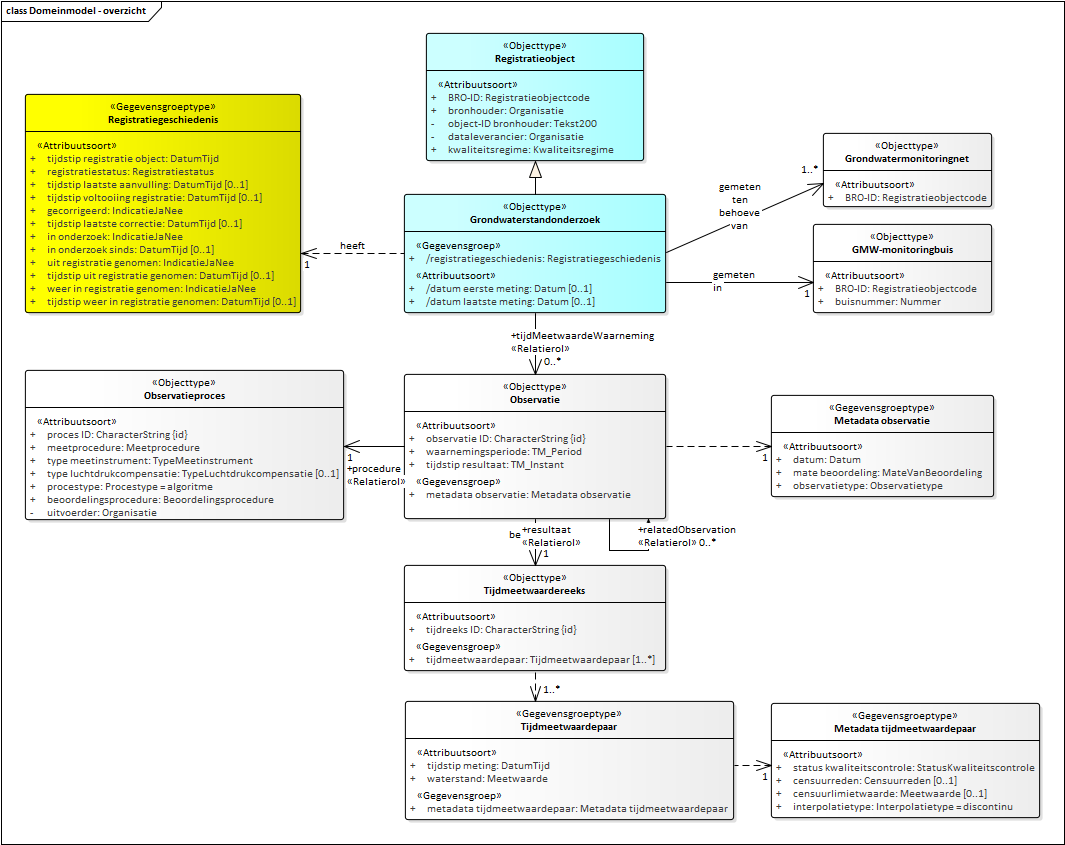 class Domeinmodel - overzicht
«Objecttype»
Registratieobject
«Attribuutsoort»
+ BRO-ID: Registratieobjectcode
+ bronhouder: Organisatie
- object-ID bronhouder: Tekst200
- dataleverancier: Organisatie
+ kwaliteitsregime: Kwaliteitsregime
«Gegevensgroeptype»
Registratiegeschiedenis
«Attribuutsoort»
+ tijdstip registratie object: DatumTijd
+ registratiestatus: Registratiestatus
+ tijdstip laatste aanvulling: DatumTijd [0..1]
+ tijdstip voltooiing registratie: DatumTijd [0..1]
+ gecorrigeerd: IndicatieJaNee
+ tijdstip laatste correctie: DatumTijd [0..1]
+ in onderzoek: IndicatieJaNee
+ in onderzoek sinds: DatumTijd [0..1]
+ uit registratie genomen: IndicatieJaNee
+ tijdstip uit registratie genomen: DatumTijd [0..1]
+ weer in registratie genomen: IndicatieJaNee
+ tijdstip weer in registratie genomen: DatumTijd [0..1]
heeft
1
«Objecttype»
Grondwaterstandonderzoek
«Gegevensgroep»
+ /registratiegeschiedenis: Registratiegeschiedenis
«Attribuutsoort»
+ /datum eerste meting: Datum [0..1]
+ /datum laatste meting: Datum [0..1]
gemeten
ten
behoeve
van
1..*
«Objecttype»
Grondwatermonitoringnet
«Attribuutsoort»
+ BRO-ID: Registratieobjectcode
gemeten
in
1
«Objecttype»
GMW-monitoringbuis
«Attribuutsoort»
+ BRO-ID: Registratieobjectcode
+ buisnummer: Nummer
+tijdMeetwaardeWaarneming
«Relatierol»
0..*
«Objecttype»
Observatieproces
«Attribuutsoort»
+ proces ID: CharacterString {id}
+ meetprocedure: Meetprocedure
+ type meetinstrument: TypeMeetinstrument
+ type luchtdrukcompensatie: TypeLuchtdrukcompensatie [0..1]
+ procestype: Procestype = algoritme
+ beoordelingsprocedure: Beoordelingsprocedure
- uitvoerder: Organisatie
1
+procedure
«Relatierol»
«Objecttype»
Observatie
«Attribuutsoort»
+ observatie ID: CharacterString {id}
+ waarnemingsperiode: TM_Period
+ tijdstip resultaat: TM_Instant
«Gegevensgroep»
+ metadata observatie: Metadata observatie
1
«Gegevensgroeptype»
Metadata observatie
«Attribuutsoort»
+ datum: Datum
+ mate beoordeling: MateVanBeoordeling
+ observatietype: Observatietype
be
+resultaat
«Relatierol»
1
+relatedObservation
«Relatierol» 0..*
«Objecttype»
Tijdmeetwaardereeks
«Attribuutsoort»
+ tijdreeks ID: CharacterString {id}
«Gegevensgroep»
+ tijdmeetwaardepaar: Tijdmeetwaardepaar [1..*]
1..*
«Gegevensgroeptype»
Tijdmeetwaardepaar
«Attribuutsoort»
+ tijdstip meting: DatumTijd
+ waterstand: Meetwaarde
«Gegevensgroep»
+ metadata tijdmeetwaardepaar: Metadata tijdmeetwaardepaar
1
«Gegevensgroeptype»
Metadata tijdmeetwaardepaar
«Attribuutsoort»
+ status kwaliteitscontrole: StatusKwaliteitscontrole
+ censuurreden: Censuurreden [0..1]
+ censuurlimietwaarde: Meetwaarde [0..1]
+ interpolatietype: Interpolatietype = discontinu